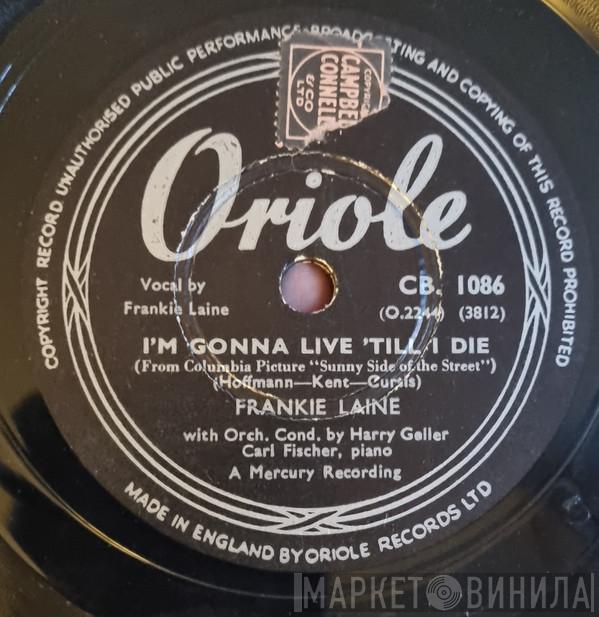 COPYRIGHT RECORD UNAUTHORISED PUBLIC PERFORMANCE BROADCASTING AND COPYING OF THIS RECORD PROHIBITED
COPYRIGHT
CAMPBELL
CONNELLY
& CO
LTD
Oriole
Vocal by
Frankie Laine
CB. 1086
(O.2244) (3812)
I'M GONNA LIVE 'TILL I DIE
(From Columbia Picture "Sunny Side of the Street")
(Hoffmann—Kent—Curtis)
FRANKIE LAINE
with Orch. Cond. by Harry Geller
Carl Fischer, piano
A Mercury Recording
MADE IN ENGLAND BY ORIOLE RECORDS LTD
МАРКЕТ ВИНИЛА